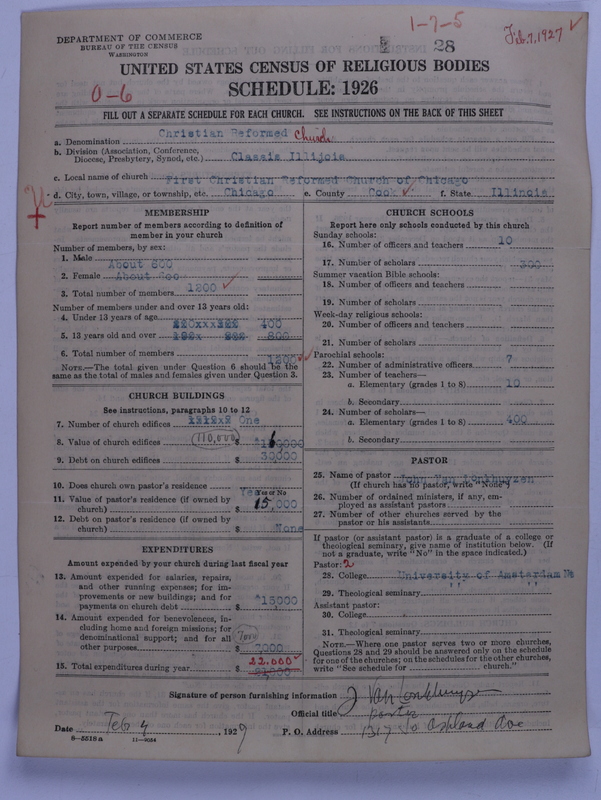 1-7-5
Feb. 7, 1927 ✓
DEPARTMENT OF COMMERCE
BUREAU OF THE CENSUS
WASHINGTON
28
UNITED STATES CENSUS OF RELIGIOUS BODIES
0-6
SCHEDULE: 1926
FILL OUT A SEPARATE SCHEDULE FOR EACH CHURCH. SEE INSTRUCTIONS ON THE BACK OF THIS SHEET
a. Denomination Christian Reformed Church
b. Division (Association, Conference, Diocese, Presbytery, Synod, etc.) Classis Illijois
c. Local name of church First Christian Reformed Church of Chicago
d. City, town, village, or township, etc. Chicago e. County Cook ✓ f. State Illinois
MEMBERSHIP
Report number of members according to definition of
member in your church
Number of members, by sex:
1. Male About 600
2. Female About 600
3. Total number of members 1200 ✓
Number of members under and over 13 years old:
4. Under 13 years of age 400
5. 13 years old and over 800
6. Total number of members 1200 ✓
NOTE.—The total given under Question 6 should be the
same as the total of males and females given under Question 3.
CHURCH BUILDINGS
See instructions, paragraphs 10 to 12
7. Number of church edifices One
8. Value of church edifices (110,000) $
9. Debt on church edifices $ 30000
10. Does church own pastor's residence Yes
Yes or No
11. Value of pastor's residence (if owned by
church) $ 15,000
12. Debt on pastor's residence (if owned by
church) $ None
EXPENDITURES
Amount expended by your church during last fiscal year
13. Amount expended for salaries, repairs,
and other running expenses; for im-
provements or new buildings; and for
payments on church debt $ 15000
14. Amount expended for benevolences, in-
cluding home and foreign missions; for
denominational support; and for all (7000)
other purposes $ 7000
22,000 ✓
15. Total expenditures during year $
CHURCH SCHOOLS
Report here only schools conducted by this church
Sunday schools:
16. Number of officers and teachers 10
17. Number of scholars 300
Summer vacation Bible schools:
18. Number of officers and teachers
19. Number of scholars
Week-day religious schools:
20. Number of officers and teachers
21. Number of scholars
Parochial schools:
22. Number of administrative officers 7
23. Number of teachers—
a. Elementary (grades 1 to 8) 10
b. Secondary
24. Number of scholars—
a. Elementary (grades 1 to 8) 400
b. Secondary
PASTOR
25. Name of pastor John Van Lonkhuyzen
(If church has no pastor, write "None")
26. Number of ordained ministers, if any, em-
ployed as assistant pastors
27. Number of other churches served by the
pastor or his assistants
If pastor (or assistant pastor) is a graduate of a college or
theological seminary, give name of institution below. (If
not a graduate, write "No" in the space indicated.)
Pastor: 2
28. College University of Amsterdam
29. Theological seminary " "
Assistant pastor:
30. College
31. Theological seminary
NOTE.—Where one pastor serves two or more churches,
Questions 28 and 29 should be answered only on the schedule
for one of the churches; on the schedules for the other churches,
write "See schedule for church."
Signature of person furnishing information J Van Lonkhuyzen
Official title pastor
Date Feb 4, 1927 P. O. Address 1317 So Ashland Ave
8—5518 a 11—9054